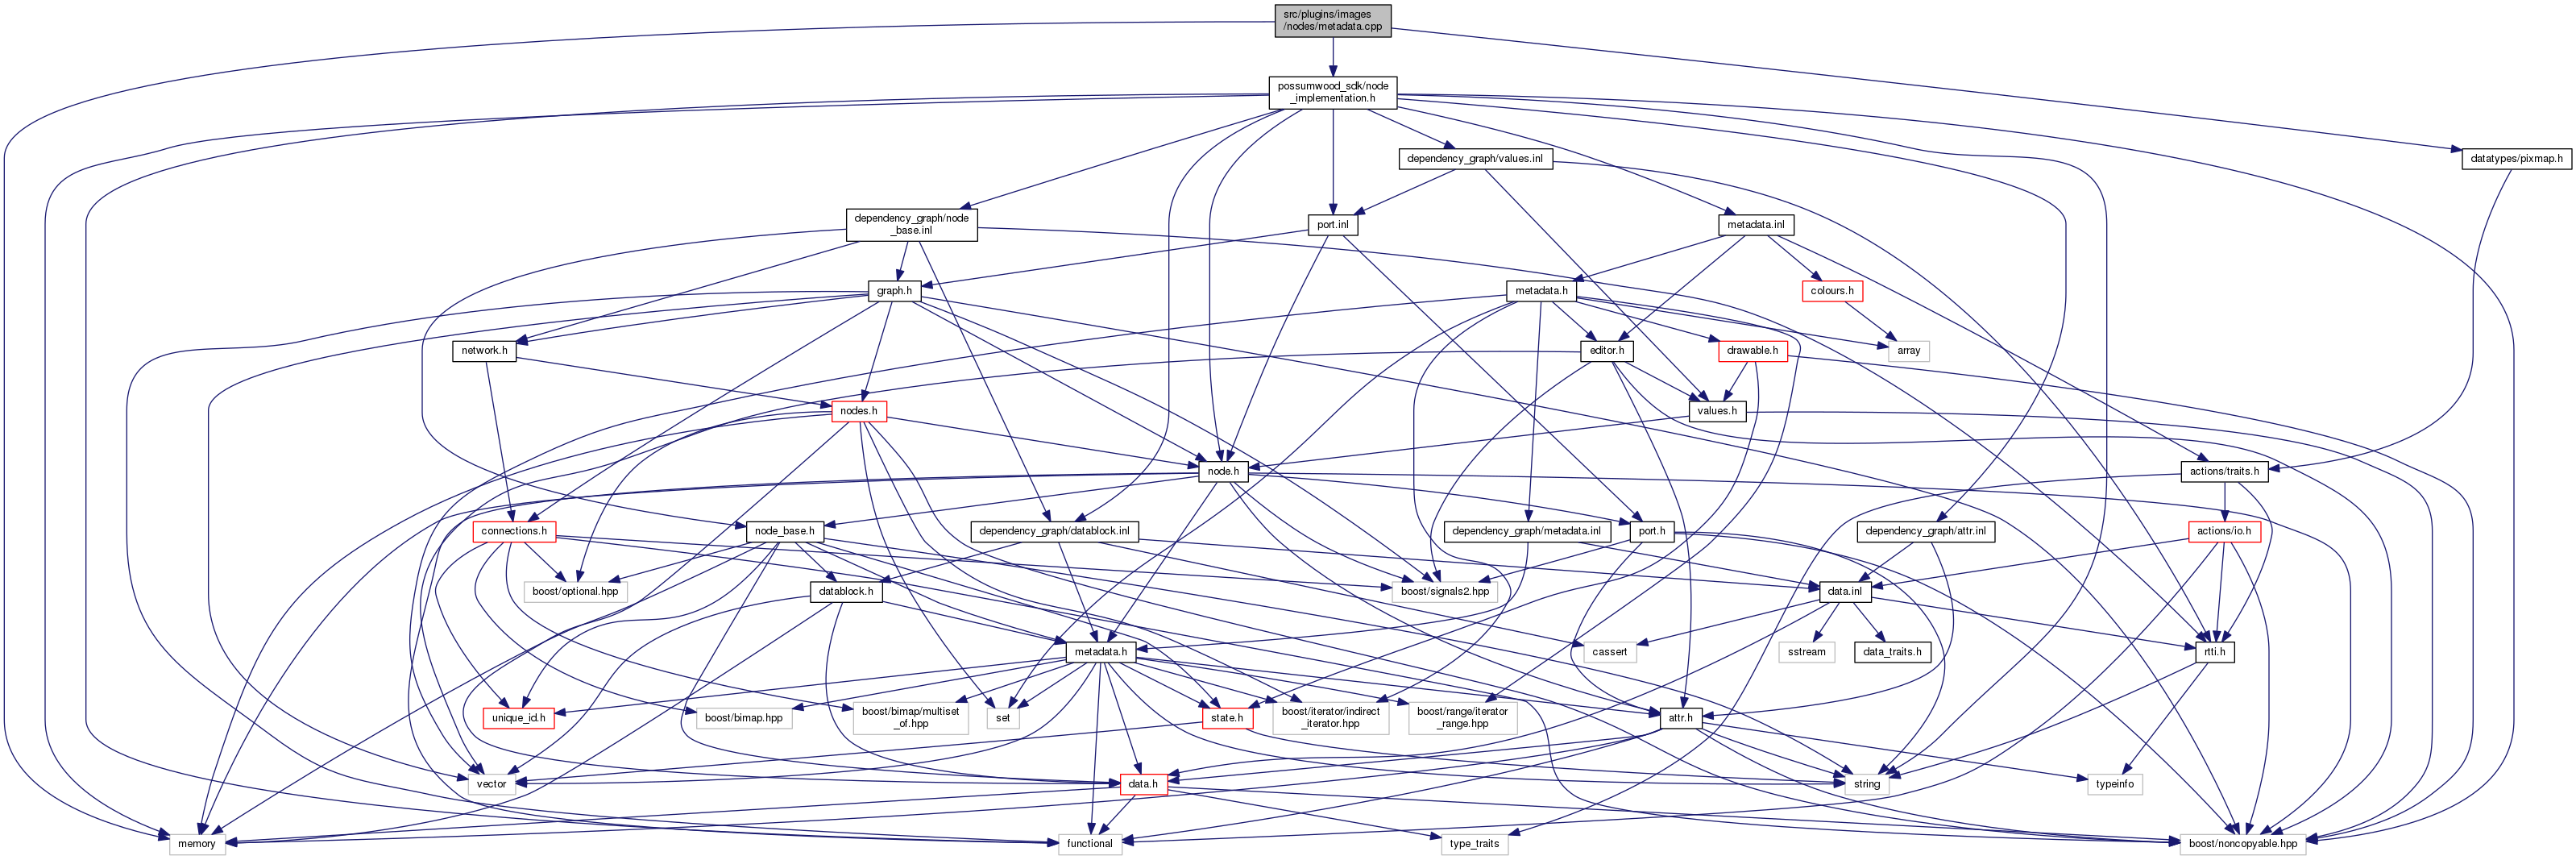 src/plugins/images
/nodes/metadata.cpp
possumwood_sdk/node
_implementation.h
dependency_graph/values.inl
datatypes/pixmap.h
dependency_graph/node
_base.inl
port.inl
metadata.inl
graph.h
metadata.h
colours.h
network.h
editor.h
drawable.h
array
nodes.h
values.h
node.h
actions/traits.h
connections.h
node_base.h
dependency_graph/datablock.inl
dependency_graph/metadata.inl
port.h
dependency_graph/attr.inl
actions/io.h
boost/optional.hpp
datablock.h
boost/signals2.hpp
data.inl
metadata.h
cassert
sstream
data_traits.h
rtti.h
unique_id.h
boost/bimap.hpp
boost/bimap/multiset
_of.hpp
set
state.h
boost/iterator/indirect
_iterator.hpp
boost/range/iterator
_range.hpp
attr.h
vector
data.h
string
typeinfo
memory
functional
type_traits
boost/noncopyable.hpp